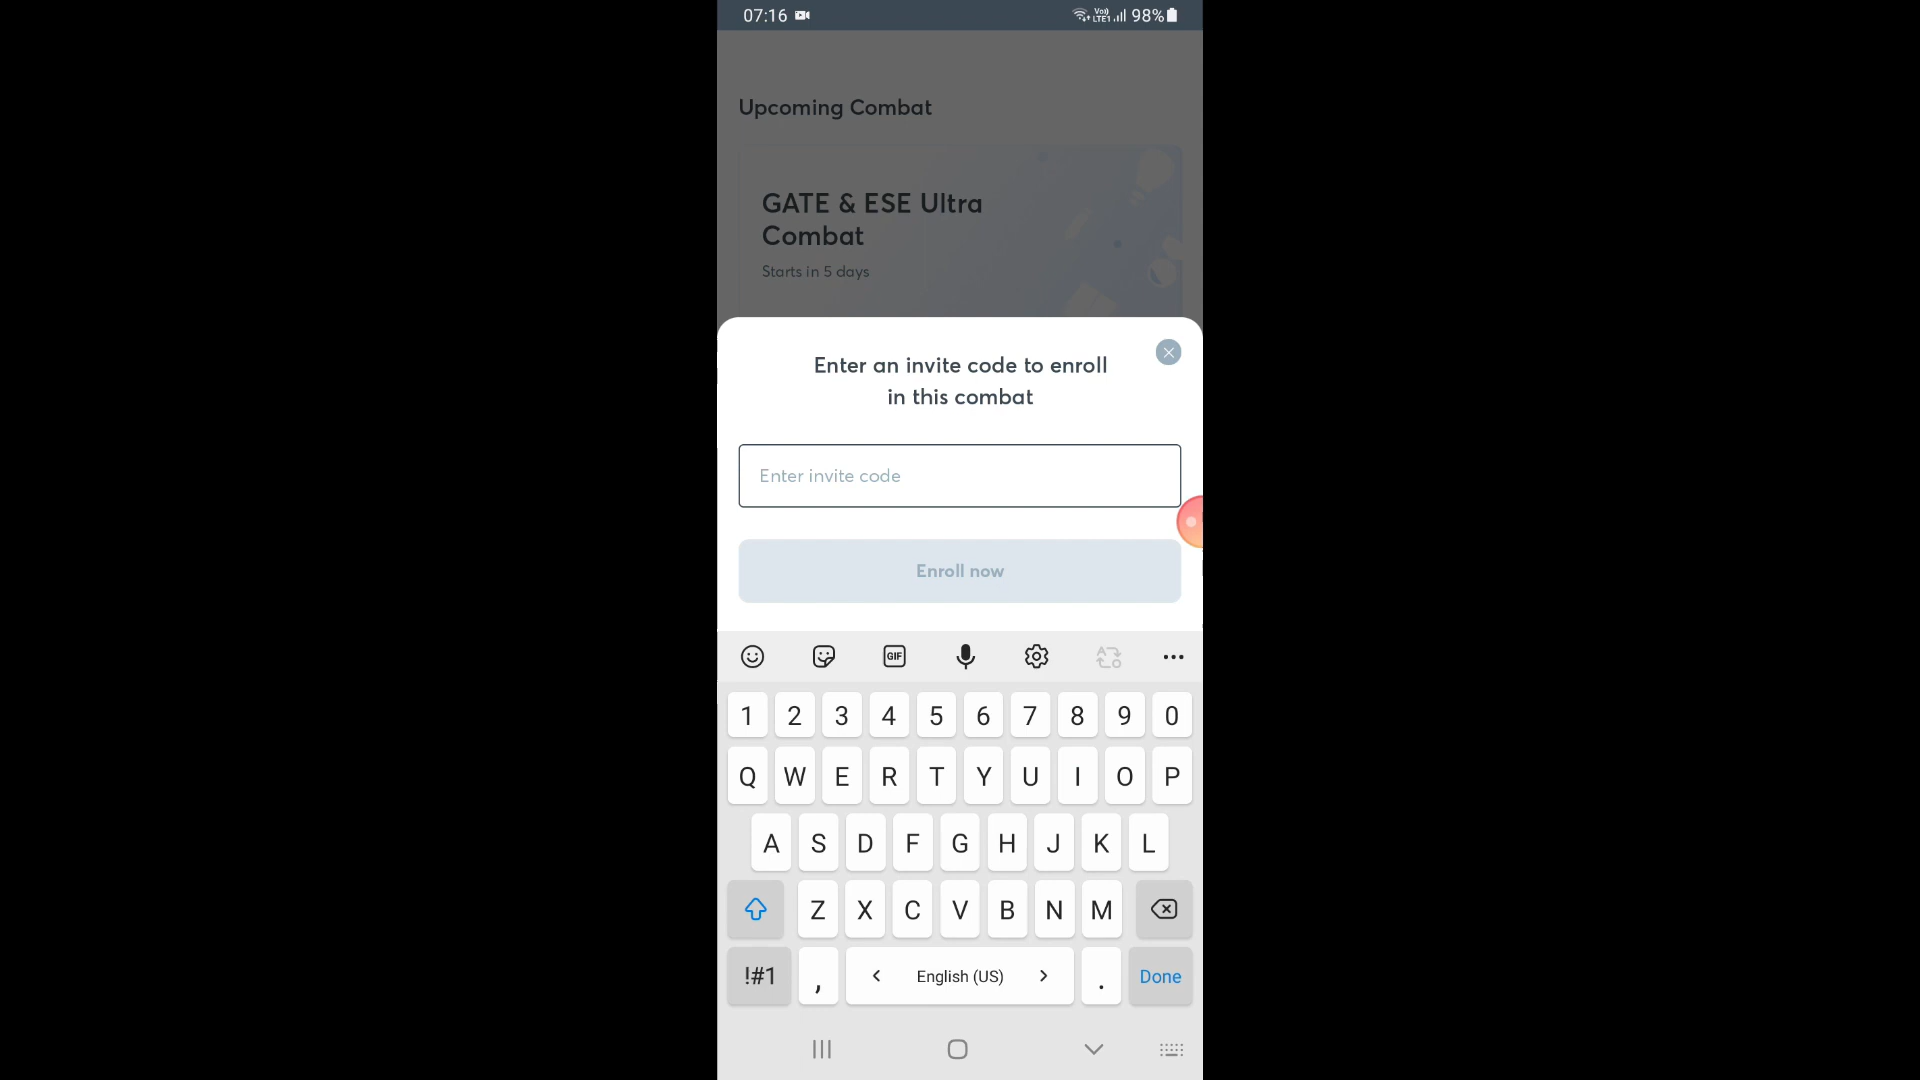 07:16
Vo)) LTE1 98%
Upcoming Combat
GATE & ESE Ultra
Combat
Starts in 5 days
Enter an invite code to enroll
in this combat
Enter invite code
Enroll now
GIF
1 2 3 4 5 6 7 8 9 0
Q W E R T Y U I O P
A S D F G H J K L
Z X C V B N M
!#1 , < English (US) > . Done